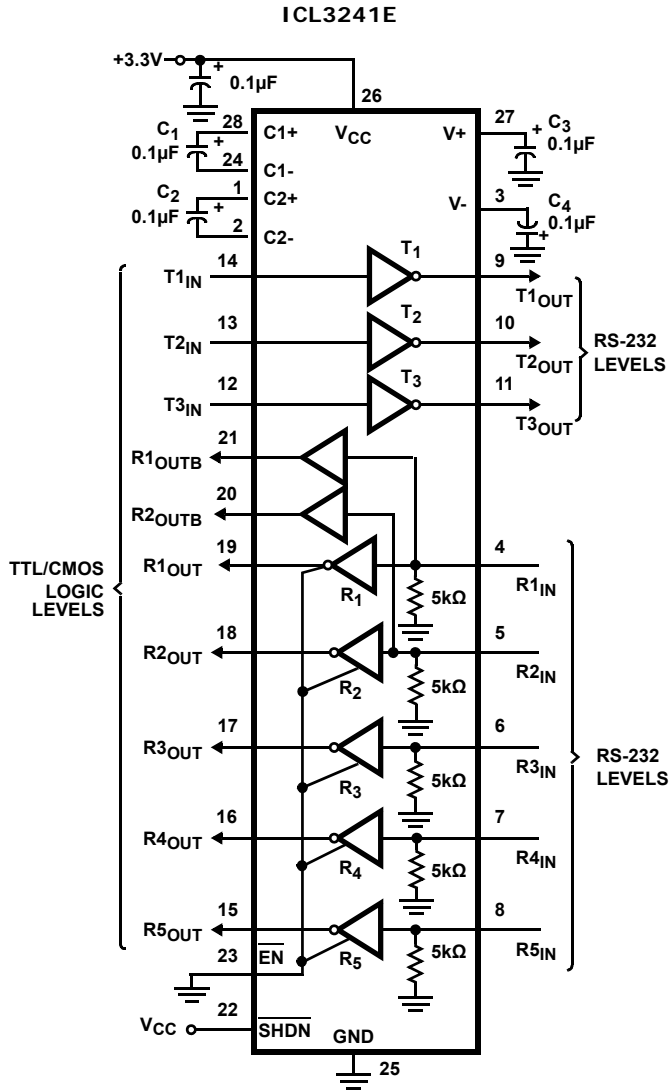 ICL3241E
+3.3V
+
0.1µF
26
VCC
28
C1+
C1
0.1µF
+
24
C1-
1
C2+
C2
0.1µF
+
2
C2-
27
V+
+
C3
0.1µF
3
V-
C4
0.1µF
+
14
T1IN
T1
9
T1OUT
13
T2IN
T2
10
T2OUT
12
T3IN
T3
11
T3OUT
RS-232
LEVELS
21
R1OUTB
20
R2OUTB
TTL/CMOS
LOGIC
LEVELS
19
R1OUT
R1
5kΩ
4
R1IN
18
R2OUT
R2
5kΩ
5
R2IN
17
R3OUT
R3
5kΩ
6
R3IN
RS-232
LEVELS
16
R4OUT
R4
5kΩ
7
R4IN
15
R5OUT
R5
5kΩ
8
R5IN
23
EN
22
VCC
SHDN
GND
25